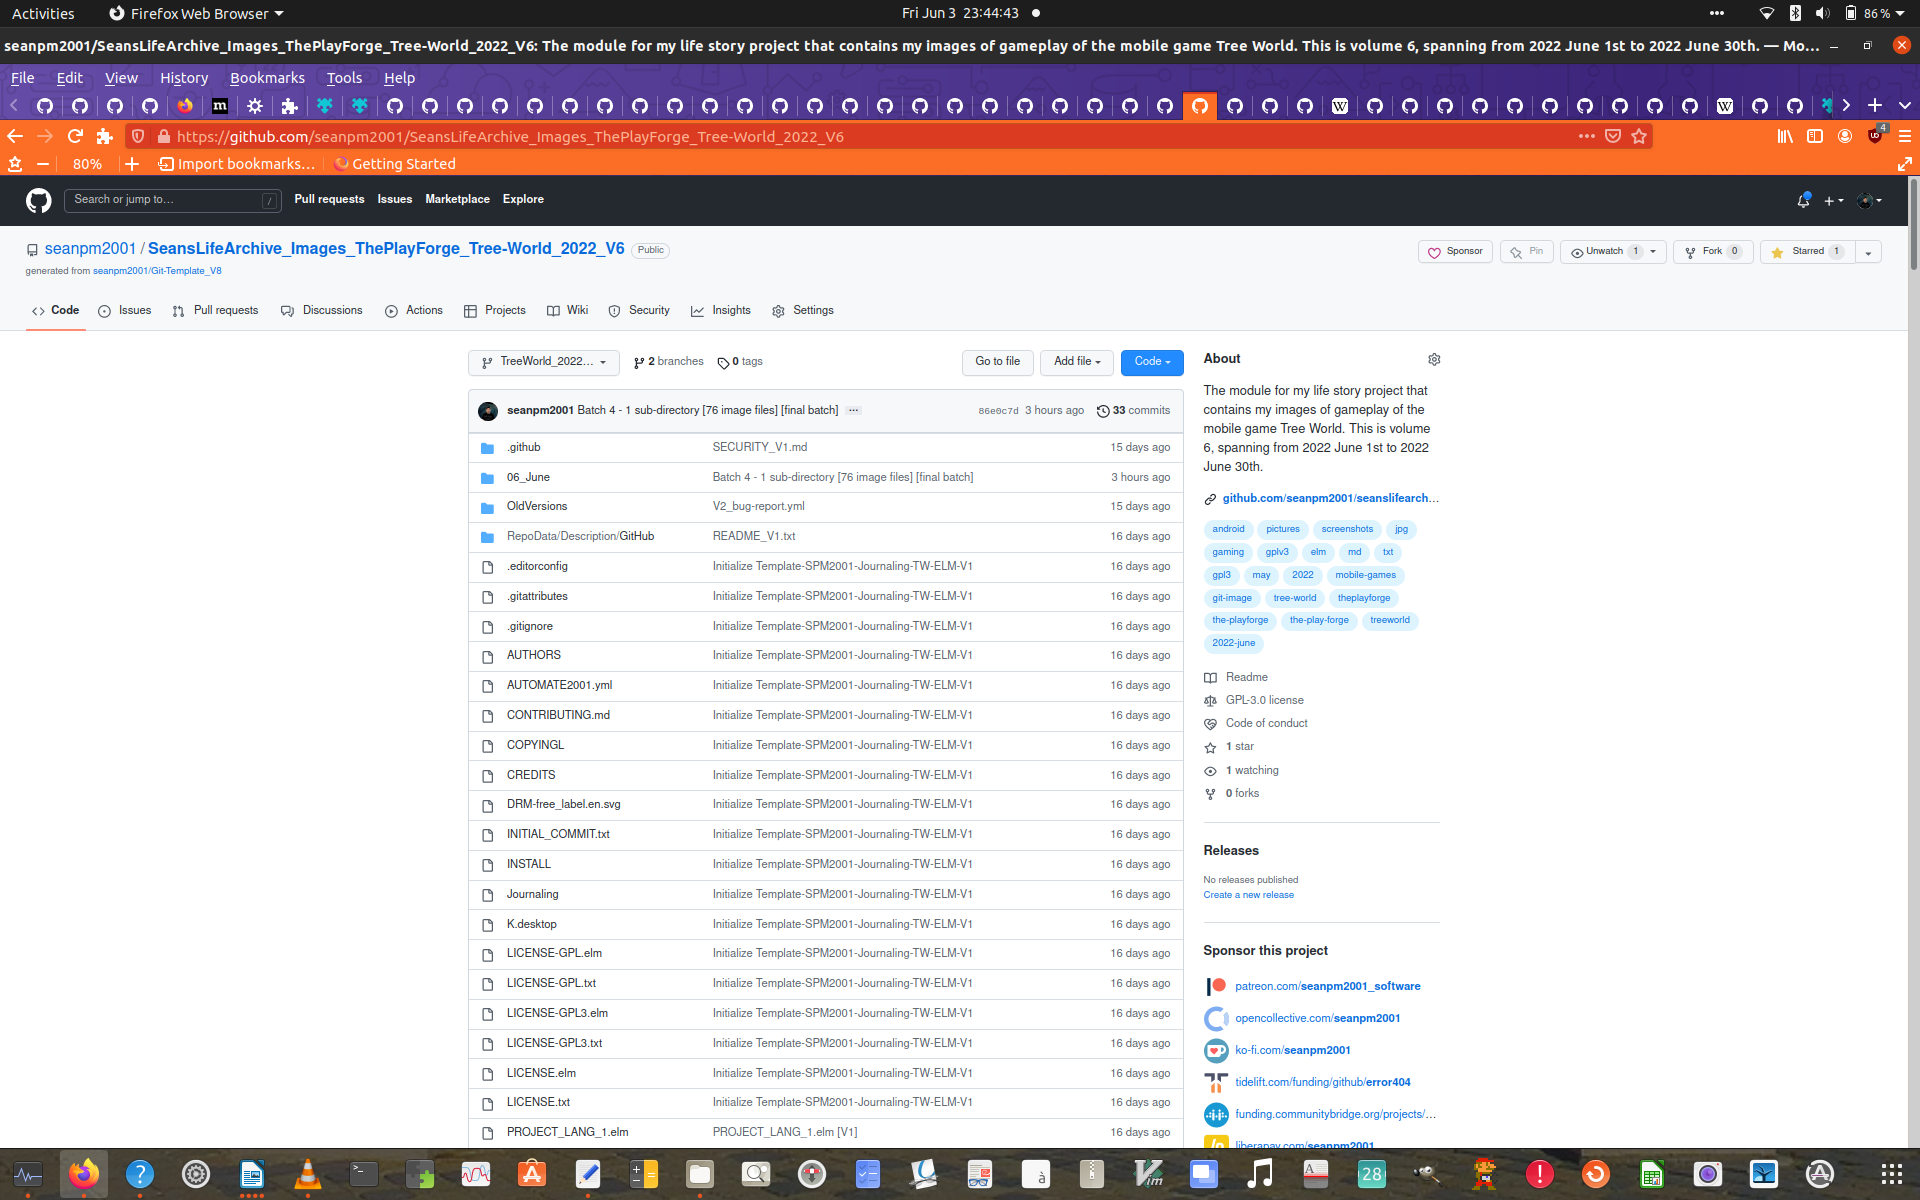 Activities Firefox Web Browser Fri Jun 3 23:44:43 86%
seanpm2001/SeansLifeArchive_Images_ThePlayForge_Tree-World_2022_V6: The module for my life story project that contains my images of gameplay of the mobile game Tree World. This is volume 6, spanning from 2022 June 1st to 2022 June 30th. — Mo…
File Edit View History Bookmarks Tools Help
https://github.com/seanpm2001/SeansLifeArchive_Images_ThePlayForge_Tree-World_2022_V6 4
80% Import bookmarks… Getting Started
Search or jump to… / Pull requests Issues Marketplace Explore
seanpm2001 / SeansLifeArchive_Images_ThePlayForge_Tree-World_2022_V6 Public Sponsor Pin Unwatch 1 Fork 0 Starred 1
generated from seanpm2001/Git-Template_V8
Code Issues Pull requests Discussions Actions Projects Wiki Security Insights Settings
TreeWorld_2022… 2 branches 0 tags Go to file Add file Code
seanpm2001 Batch 4 - 1 sub-directory [76 image files] [final batch] … 86e0c7d 3 hours ago 33 commits
.github SECURITY_V1.md 15 days ago
06_June Batch 4 - 1 sub-directory [76 image files] [final batch] 3 hours ago
OldVersions V2_bug-report.yml 15 days ago
RepoData/Description/GitHub README_V1.txt 16 days ago
.editorconfig Initialize Template-SPM2001-Journaling-TW-ELM-V1 16 days ago
.gitattributes Initialize Template-SPM2001-Journaling-TW-ELM-V1 16 days ago
.gitignore Initialize Template-SPM2001-Journaling-TW-ELM-V1 16 days ago
AUTHORS Initialize Template-SPM2001-Journaling-TW-ELM-V1 16 days ago
AUTOMATE2001.yml Initialize Template-SPM2001-Journaling-TW-ELM-V1 16 days ago
CONTRIBUTING.md Initialize Template-SPM2001-Journaling-TW-ELM-V1 16 days ago
COPYINGL Initialize Template-SPM2001-Journaling-TW-ELM-V1 16 days ago
CREDITS Initialize Template-SPM2001-Journaling-TW-ELM-V1 16 days ago
DRM-free_label.en.svg Initialize Template-SPM2001-Journaling-TW-ELM-V1 16 days ago
INITIAL_COMMIT.txt Initialize Template-SPM2001-Journaling-TW-ELM-V1 16 days ago
INSTALL Initialize Template-SPM2001-Journaling-TW-ELM-V1 16 days ago
Journaling Initialize Template-SPM2001-Journaling-TW-ELM-V1 16 days ago
K.desktop Initialize Template-SPM2001-Journaling-TW-ELM-V1 16 days ago
LICENSE-GPL.elm Initialize Template-SPM2001-Journaling-TW-ELM-V1 16 days ago
LICENSE-GPL.txt Initialize Template-SPM2001-Journaling-TW-ELM-V1 16 days ago
LICENSE-GPL3.elm Initialize Template-SPM2001-Journaling-TW-ELM-V1 16 days ago
LICENSE-GPL3.txt Initialize Template-SPM2001-Journaling-TW-ELM-V1 16 days ago
LICENSE.elm Initialize Template-SPM2001-Journaling-TW-ELM-V1 16 days ago
LICENSE.txt Initialize Template-SPM2001-Journaling-TW-ELM-V1 16 days ago
PROJECT_LANG_1.elm PROJECT_LANG_1.elm [V1] 16 days ago
About
The module for my life story project that
contains my images of gameplay of the
mobile game Tree World. This is volume
6, spanning from 2022 June 1st to 2022
June 30th.
github.com/seanpm2001/seanslifearch…
android pictures screenshots jpg
gaming gplv3 elm md txt
gpl3 may 2022 mobile-games
git-image tree-world theplayforge
the-playforge the-play-forge treeworld
2022-june
Readme
GPL-3.0 license
Code of conduct
1 star
1 watching
0 forks
Releases
No releases published
Create a new release
Sponsor this project
patreon.com/seanpm2001_software
opencollective.com/seanpm2001
ko-fi.com/seanpm2001
tidelift.com/funding/github/error404
funding.communitybridge.org/projects/…
liberapay.com/seanpm2001
28